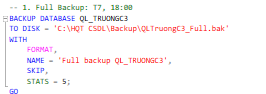 -- 1. Full Backup: T7, 18:00
BACKUP DATABASE QL_TRUONGC3
TO DISK = 'C:\HQT CSDL\Backup\QLTruongC3_Full.bak'
WITH
FORMAT,
NAME = 'Full backup QL_TRUONGC3',
SKIP,
STATS = 5;
GO